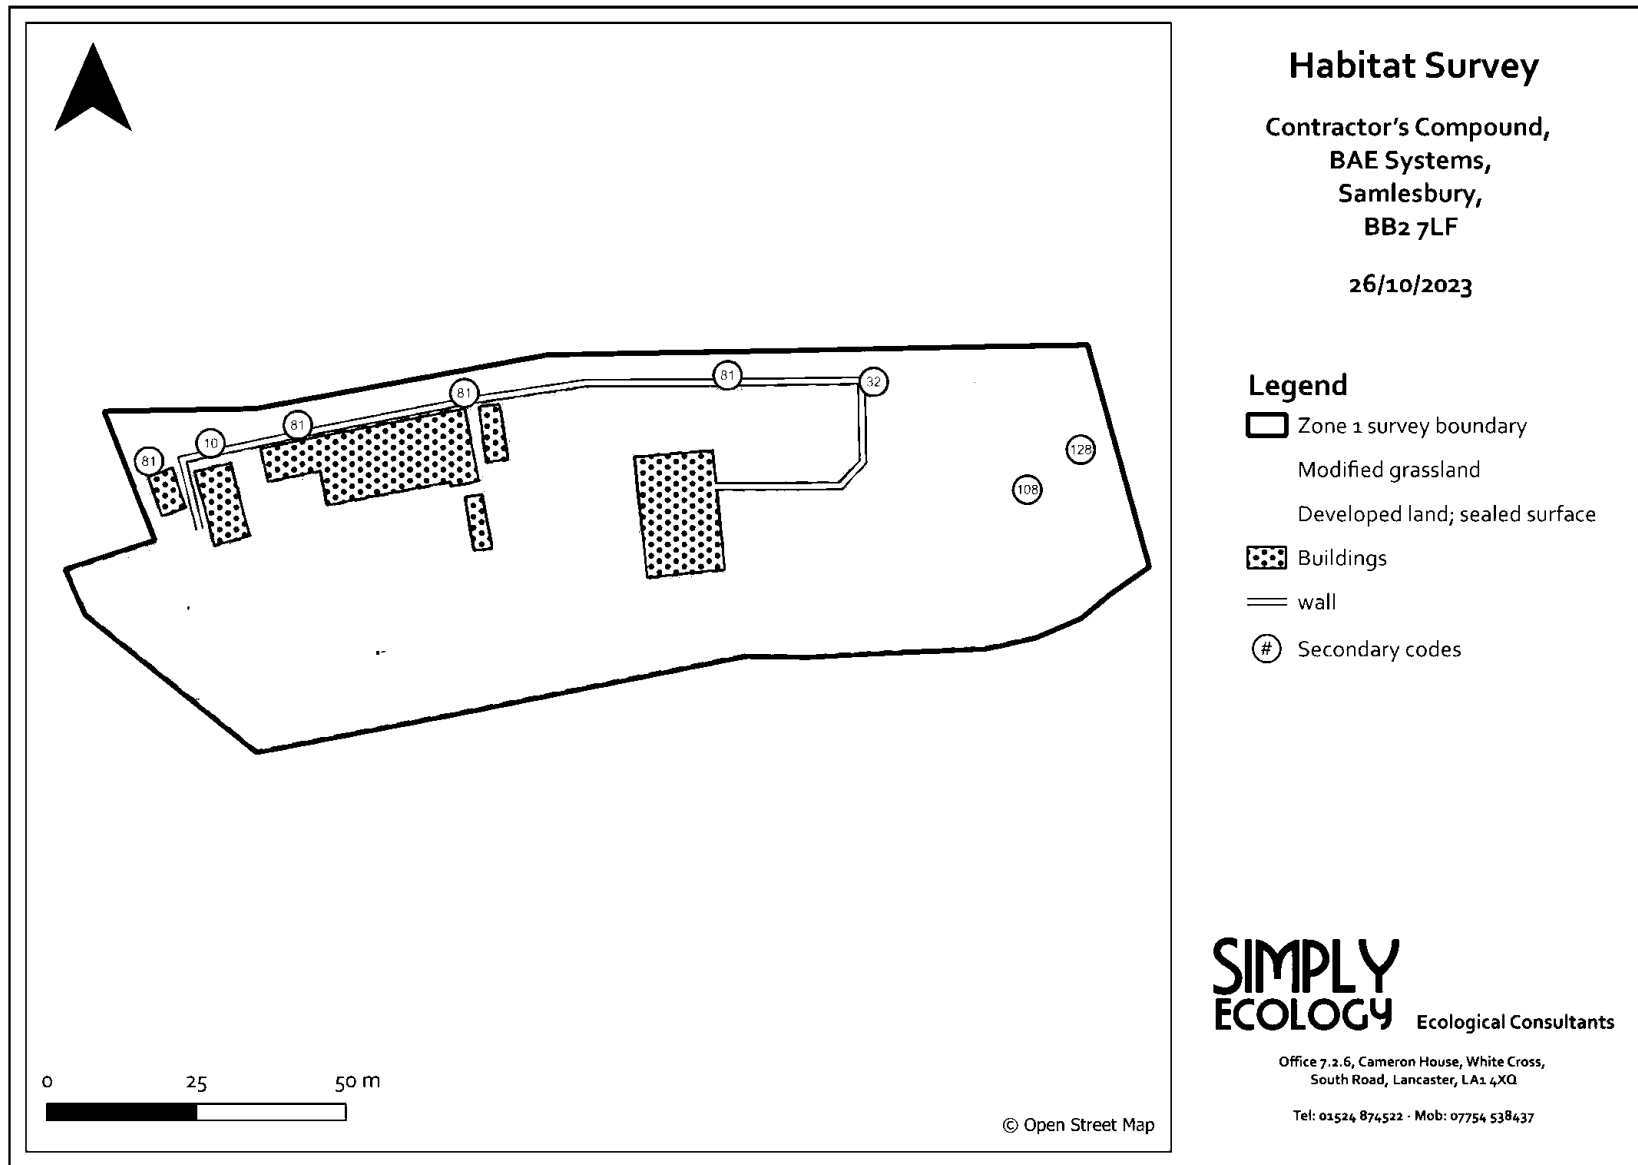 Habitat Survey
Contractor's Compound,
BAE Systems,
Samlesbury,
BB2 7LF
26/10/2023
81
10
81
81
81
32
128
108
Legend
Zone 1 survey boundary
Modified grassland
Developed land; sealed surface
Buildings
wall
# Secondary codes
0 25 50 m
© Open Street Map
SIMPLY
ECOLOGY Ecological Consultants
Office 7.2.6, Cameron House, White Cross,
South Road, Lancaster, LA1 4XQ
Tel: 01524 874522 - Mob: 07754 538437